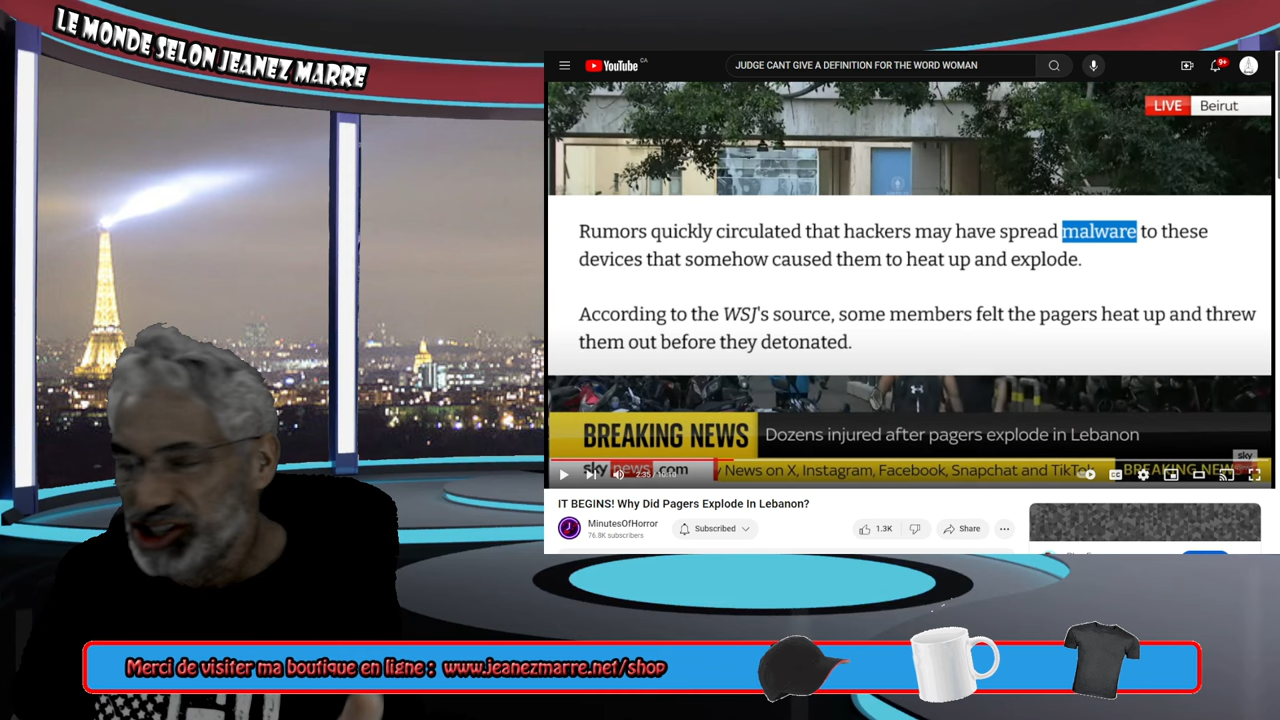 LE MONDE SELON JEANEZ MARRE
YouTube CA
JUDGE CANT GIVE A DEFINITION FOR THE WORD WOMAN
9+
LIVE Beirut
Rumors quickly circulated that hackers may have spread malware to these
devices that somehow caused them to heat up and explode.
According to the WSJ's source, some members felt the pagers heat up and threw
them out before they detonated.
BREAKING NEWS Dozens injured after pagers explode in Lebanon
sky
sky news.com y News on X, Instagram, Facebook, Snapchat and TikTok BREAKING NEWS
IT BEGINS! Why Did Pagers Explode In Lebanon?
MinutesOfHorror
76.8K subscribers
Subscribed
1.3K
Share
Merci de visiter ma boutique en ligne : www.jeanezmarre.net/shop